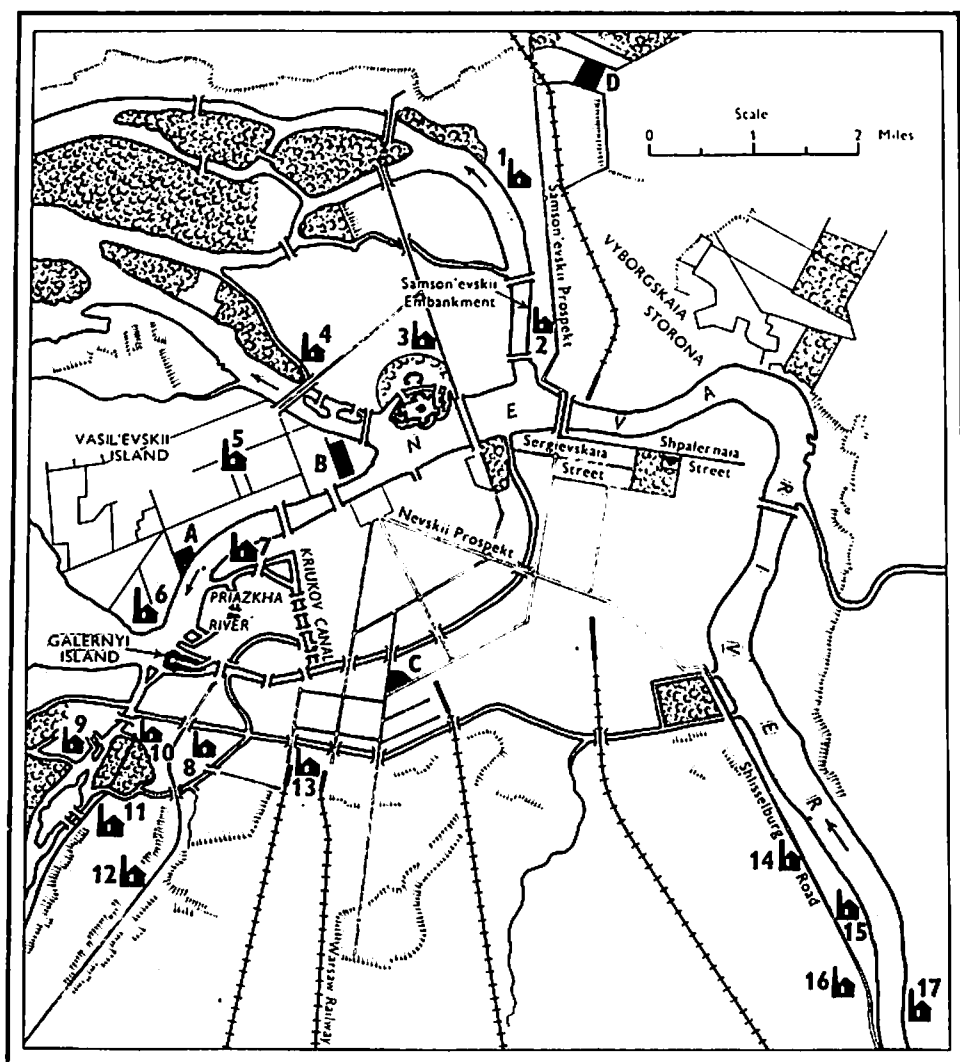 D
Scale
0 1 2 Miles
1
Samson'evskii Prospekt
VYBORGSKAIA
STORONA
Samson'evskii
Embankment
4
3
2
NEVA RIVER
VASIL'EVSKII
ISLAND
5
B
Sergievskaia
Street
Shpalernaia
Street
A
7
Nevskii Prospekt
KRIUKOV CANAL
6
PRIAZKHA
RIVER
GALERNYI
ISLAND
C
9
10
8
13
11
12
Shlisselburg
Road
14
15
16
17
Warsaw Railway